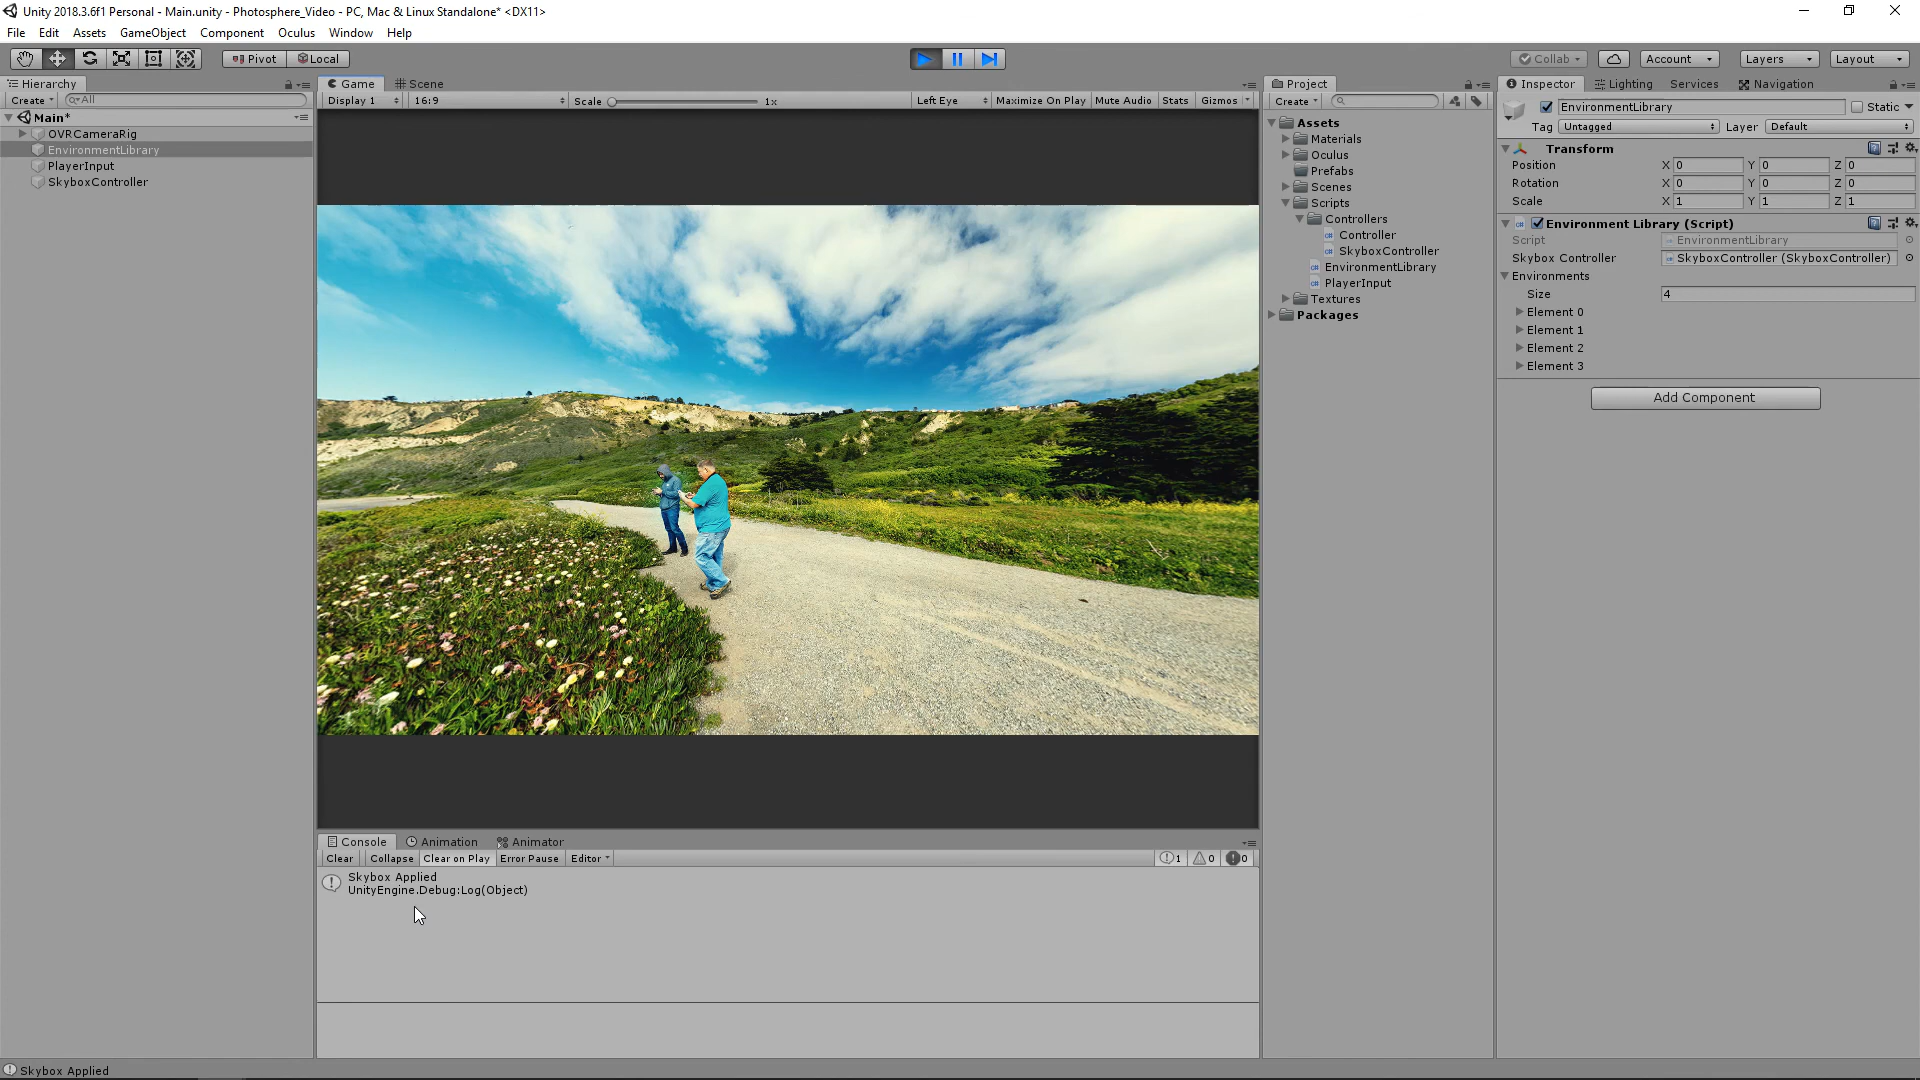 Unity 2018.3.6f1 Personal - Main.unity - Photosphere_Video - PC, Mac & Linux Standalone* <DX11>
File Edit Assets GameObject Component Oculus Window Help
Pivot Local
Collab Account Layers Layout
Hierarchy
Create All
Main*
OVRCameraRig
EnvironmentLibrary
PlayerInput
SkyboxController
Game Scene
Display 1 16:9 Scale 1x Left Eye Maximize On Play Mute Audio Stats Gizmos
Console Animation Animator
Clear Collapse Clear on Play Error Pause Editor 1 0 0
Skybox Applied
UnityEngine.Debug:Log(Object)
Project
Create
Assets
Materials
Oculus
Prefabs
Scenes
Scripts
Controllers
Controller
SkyboxController
EnvironmentLibrary
PlayerInput
Textures
Packages
Inspector Lighting Services Navigation
EnvironmentLibrary Static
Tag Untagged Layer Default
Transform
Position X 0 Y 0 Z 0
Rotation X 0 Y 0 Z 0
Scale X 1 Y 1 Z 1
Environment Library (Script)
Script EnvironmentLibrary
Skybox Controller SkyboxController (SkyboxController)
Environments
Size 4
Element 0
Element 1
Element 2
Element 3
Add Component
Skybox Applied